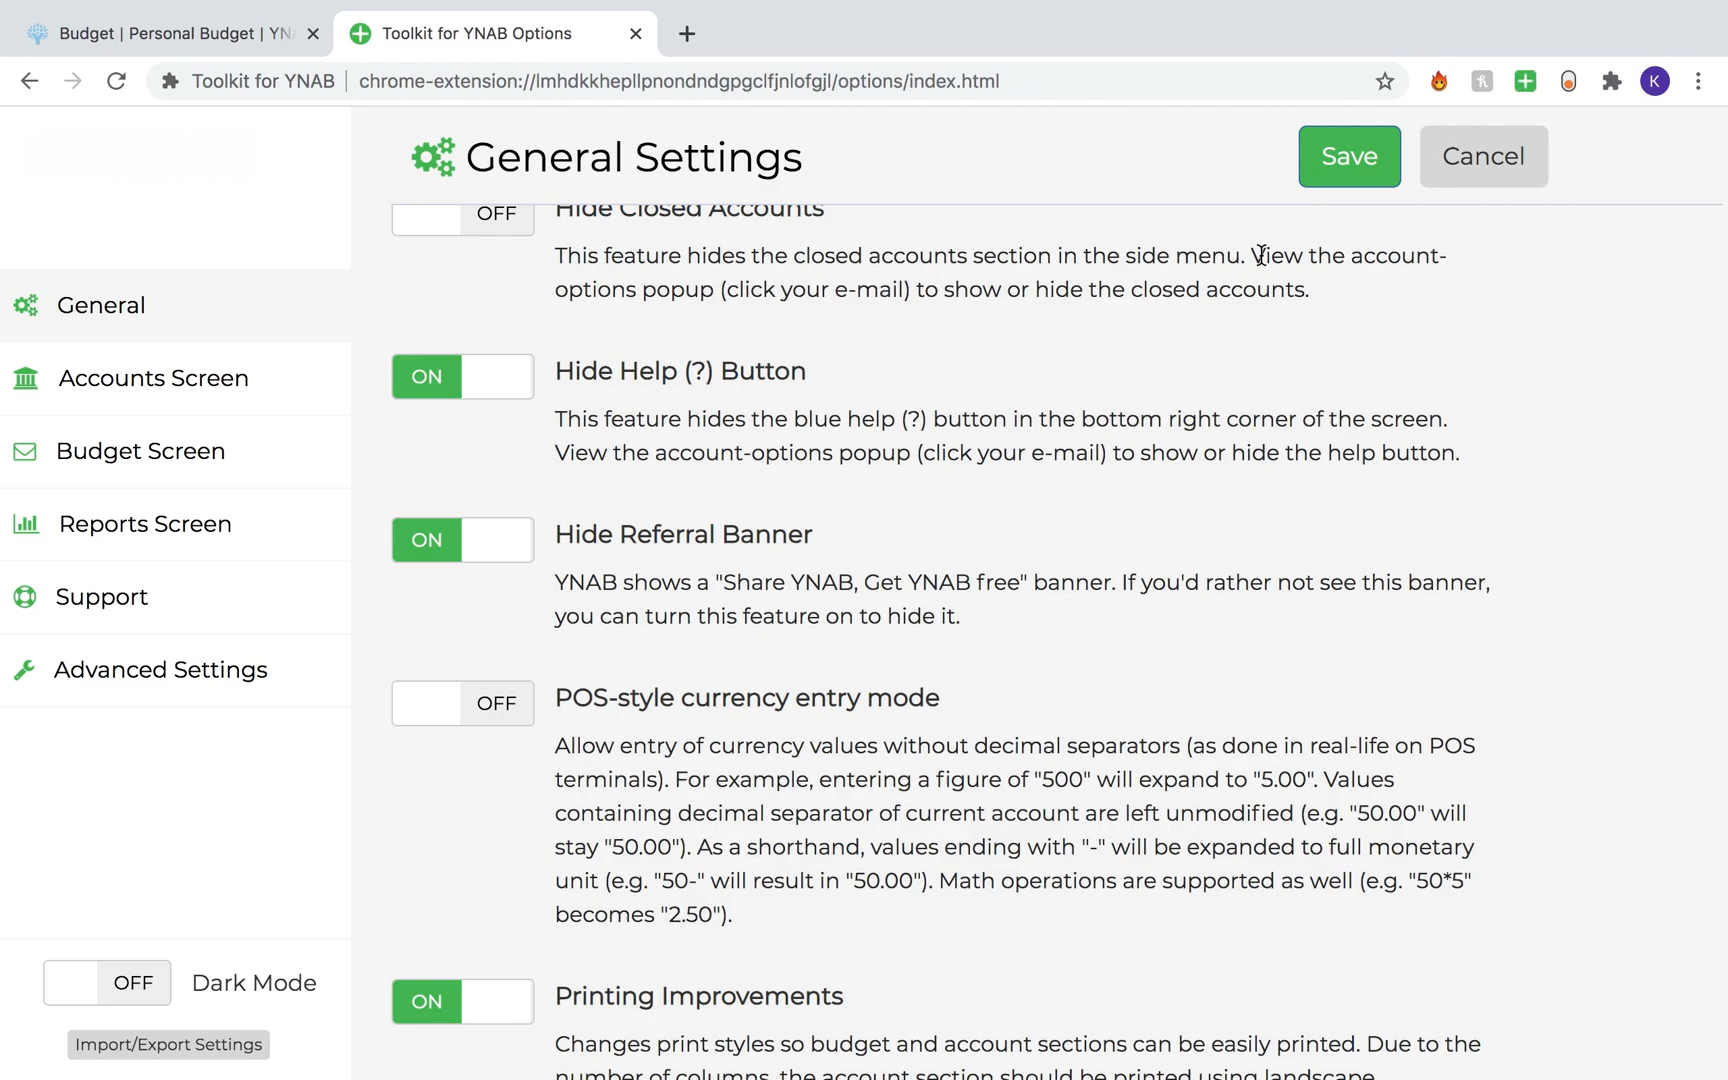 Budget | Personal Budget | YN
Toolkit for YNAB Options
Toolkit for YNAB
chrome-extension://lmhdkkhepllpnondndgpgclfjnlofgjl/options/index.html
K
General Settings
Save
Cancel
General
Accounts Screen
Budget Screen
Reports Screen
Support
Advanced Settings
OFF
Dark Mode
Import/Export Settings
OFF
Hide Closed Accounts
This feature hides the closed accounts section in the side menu. View the account-
options popup (click your e-mail) to show or hide the closed accounts.
ON
Hide Help (?) Button
This feature hides the blue help (?) button in the bottom right corner of the screen.
View the account-options popup (click your e-mail) to show or hide the help button.
ON
Hide Referral Banner
YNAB shows a "Share YNAB, Get YNAB free" banner. If you'd rather not see this banner,
you can turn this feature on to hide it.
OFF
POS-style currency entry mode
Allow entry of currency values without decimal separators (as done in real-life on POS
terminals). For example, entering a figure of "500" will expand to "5.00". Values
containing decimal separator of current account are left unmodified (e.g. "50.00" will
stay "50.00"). As a shorthand, values ending with "-" will be expanded to full monetary
unit (e.g. "50-" will result in "50.00"). Math operations are supported as well (e.g. "50*5"
becomes "2.50").
ON
Printing Improvements
Changes print styles so budget and account sections can be easily printed. Due to the
number of columns, the account section should be printed using landscape